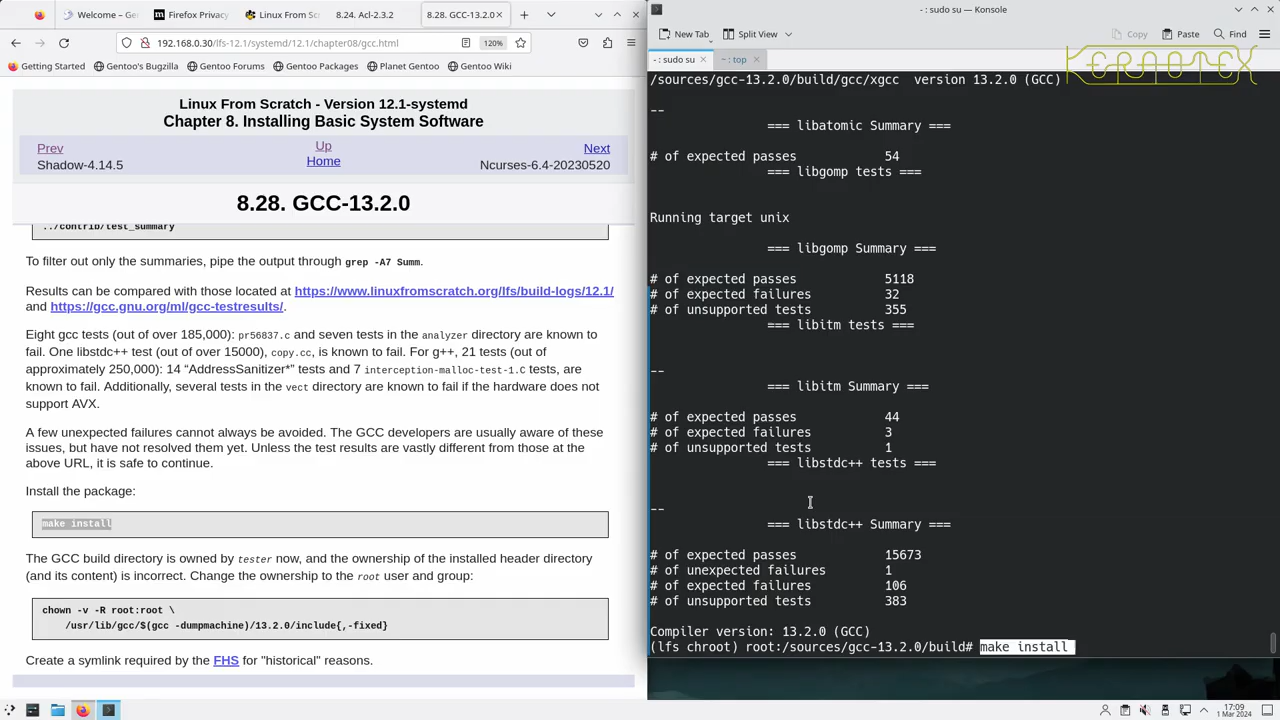 Welcome – Ge
Firefox Privacy
Linux From Scr
8.24. Acl-2.3.2
8.28. GCC-13.2.0
192.168.0.30/lfs-12.1/systemd/12.1/chapter08/gcc.html
120%
Getting Started
Gentoo's Bugzilla
Gentoo Forums
Gentoo Packages
Planet Gentoo
Gentoo Wiki
Linux From Scratch - Version 12.1-systemd
Chapter 8. Installing Basic System Software
Prev
Up
Next
Shadow-4.14.5
Home
Ncurses-6.4-20230520
8.28. GCC-13.2.0
../contrib/test_summary
To filter out only the summaries, pipe the output through grep -A7 Summ.
Results can be compared with those located at https://www.linuxfromscratch.org/lfs/build-logs/12.1/
and https://gcc.gnu.org/ml/gcc-testresults/.
Eight gcc tests (out of over 185,000): pr56837.c and seven tests in the analyzer directory are known to
fail. One libstdc++ test (out of over 15000), copy.cc, is known to fail. For g++, 21 tests (out of
approximately 250,000): 14 “AddressSanitizer*” tests and 7 interception-malloc-test-1.C tests, are
known to fail. Additionally, several tests in the vect directory are known to fail if the hardware does not
support AVX.
A few unexpected failures cannot always be avoided. The GCC developers are usually aware of these
issues, but have not resolved them yet. Unless the test results are vastly different from those at the
above URL, it is safe to continue.
Install the package:
make install
The GCC build directory is owned by tester now, and the ownership of the installed header directory
(and its content) is incorrect. Change the ownership to the root user and group:
chown -v -R root:root \
/usr/lib/gcc/$(gcc -dumpmachine)/13.2.0/include{,-fixed}
Create a symlink required by the FHS for "historical" reasons.
- : sudo su — Konsole
New Tab
Split View
Copy
Paste
Find
- : sudo su
~ : top
KERNOTEX
/sources/gcc-13.2.0/build/gcc/xgcc  version 13.2.0 (GCC)
--
=== libatomic Summary ===
# of expected passes 54
=== libgomp tests ===
Running target unix
=== libgomp Summary ===
# of expected passes 5118
# of expected failures 32
# of unsupported tests 355
=== libitm tests ===
--
=== libitm Summary ===
# of expected passes 44
# of expected failures 3
# of unsupported tests 1
=== libstdc++ tests ===
--
=== libstdc++ Summary ===
# of expected passes 15673
# of unexpected failures 1
# of expected failures 106
# of unsupported tests 383
Compiler version: 13.2.0 (GCC)
(lfs chroot) root:/sources/gcc-13.2.0/build# make install
17:09
1 Mar 2024